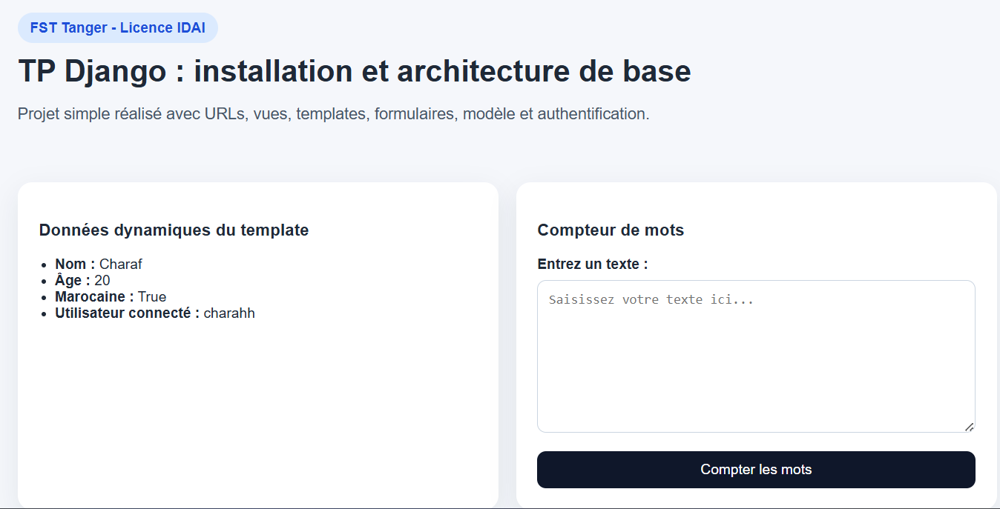 FST Tanger - Licence IDAI
TP Django : installation et architecture de base
Projet simple réalisé avec URLs, vues, templates, formulaires, modèle et authentification.
Données dynamiques du template
Nom : Charaf
Âge : 20
Marocaine : True
Utilisateur connecté : charahh
Compteur de mots
Entrez un texte :
Saisissez votre texte ici...
Compter les mots